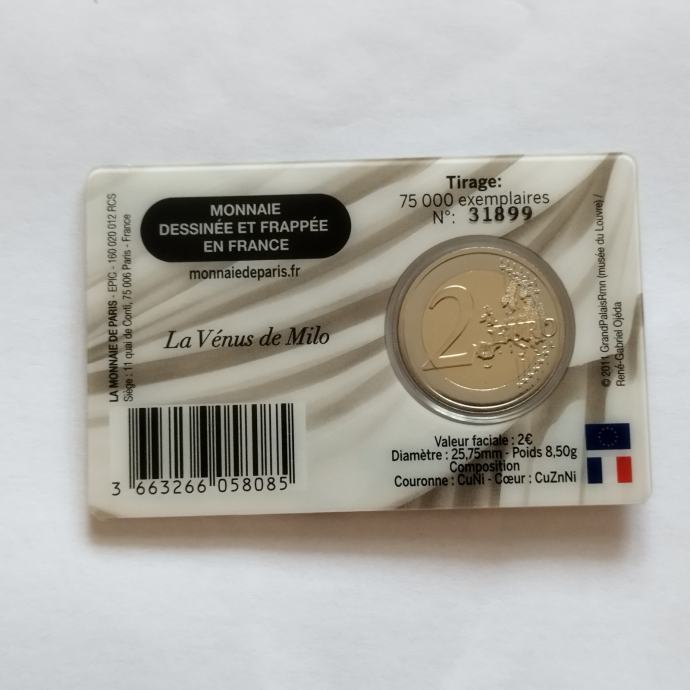 LA MONNAIE DE PARIS - EPIC - 160 020 012 RCS
Siège : 11 quai de Conti, 75 006 Paris - France
MONNAIE
DESSINÉE ET FRAPPÉE
EN FRANCE
monnaiedeparis.fr
La Vénus de Milo
3 663266 058085
Tirage:
75 000 exemplaires
N°: 31899
2 EURO
Valeur faciale : 2€
Diamètre : 25,75mm - Poids 8,50g
Composition
Couronne : CuNi - Cœur : CuZnNi
© 2011 GrandPalaisRmn (musée du Louvre) /
René-Gabriel Ojéda